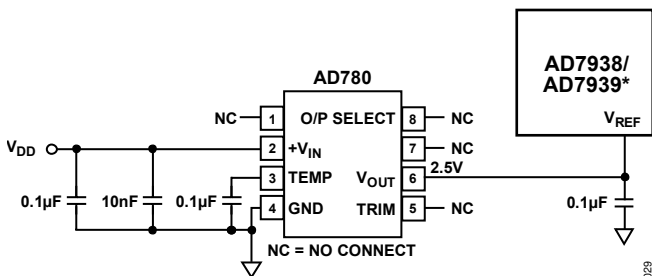 AD780
AD7938/
AD7939*
VREF
NC
1
O/P SELECT
8
NC
VDD
2
+VIN
7
NC
3
TEMP
VOUT
6
2.5V
0.1µF
10nF
0.1µF
4
GND
TRIM
5
NC
0.1µF
NC = NO CONNECT
029